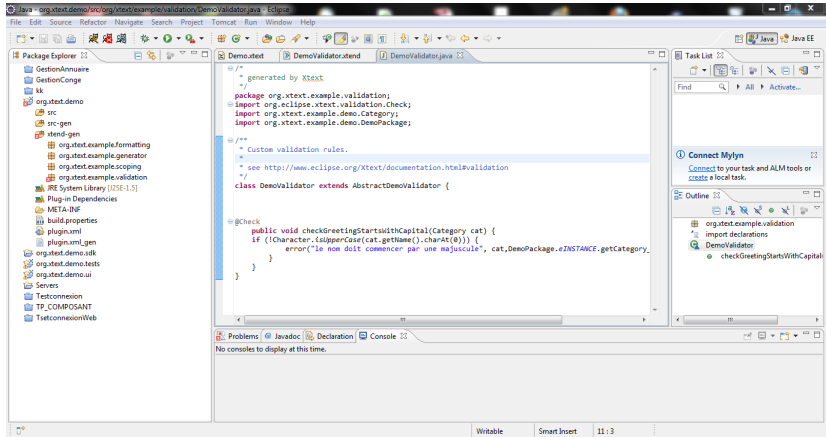 Java - org.xtext.demo/src/org/xtext/example/validation/DemoValidator.java - Eclipse
File Edit Source Refactor Navigate Search Project Tomcat Run Window Help
Java
Java EE
Package Explorer
GestionAnnuaire
GestionConge
kk
org.xtext.demo
src
src-gen
xtend-gen
org.xtext.example.formatting
org.xtext.example.generator
org.xtext.example.scoping
org.xtext.example.validation
JRE System Library [J2SE-1.5]
Plug-in Dependencies
META-INF
build.properties
plugin.xml
plugin.xml_gen
org.xtext.demo.sdk
org.xtext.demo.tests
org.xtext.demo.ui
Servers
Testconnexion
TP_COMPOSANT
TsetconnexionWeb
Demo.xtext
DemoValidator.xtend
DemoValidator.java
/*
* generated by Xtext
*/
package org.xtext.example.validation;
import org.eclipse.xtext.validation.Check;
import org.xtext.example.demo.Category;
import org.xtext.example.demo.DemoPackage;
/**
* Custom validation rules.
*
* see http://www.eclipse.org/Xtext/documentation.html#validation
*/
class DemoValidator extends AbstractDemoValidator {
@Check
public void checkGreetingStartsWithCapital(Category cat) {
if (!Character.isUpperCase(cat.getName().charAt(0))) {
error("le nom doit commencer par une majuscule", cat,DemoPackage.eINSTANCE.getCategory_
}
}
}
Task List
Find
All
Activate...
Connect Mylyn
Connect to your task and ALM tools or
create a local task.
Outline
org.xtext.example.validation
import declarations
DemoValidator
checkGreetingStartsWithCapital(
Problems
Javadoc
Declaration
Console
No consoles to display at this time.
Writable
Smart Insert
11 : 3